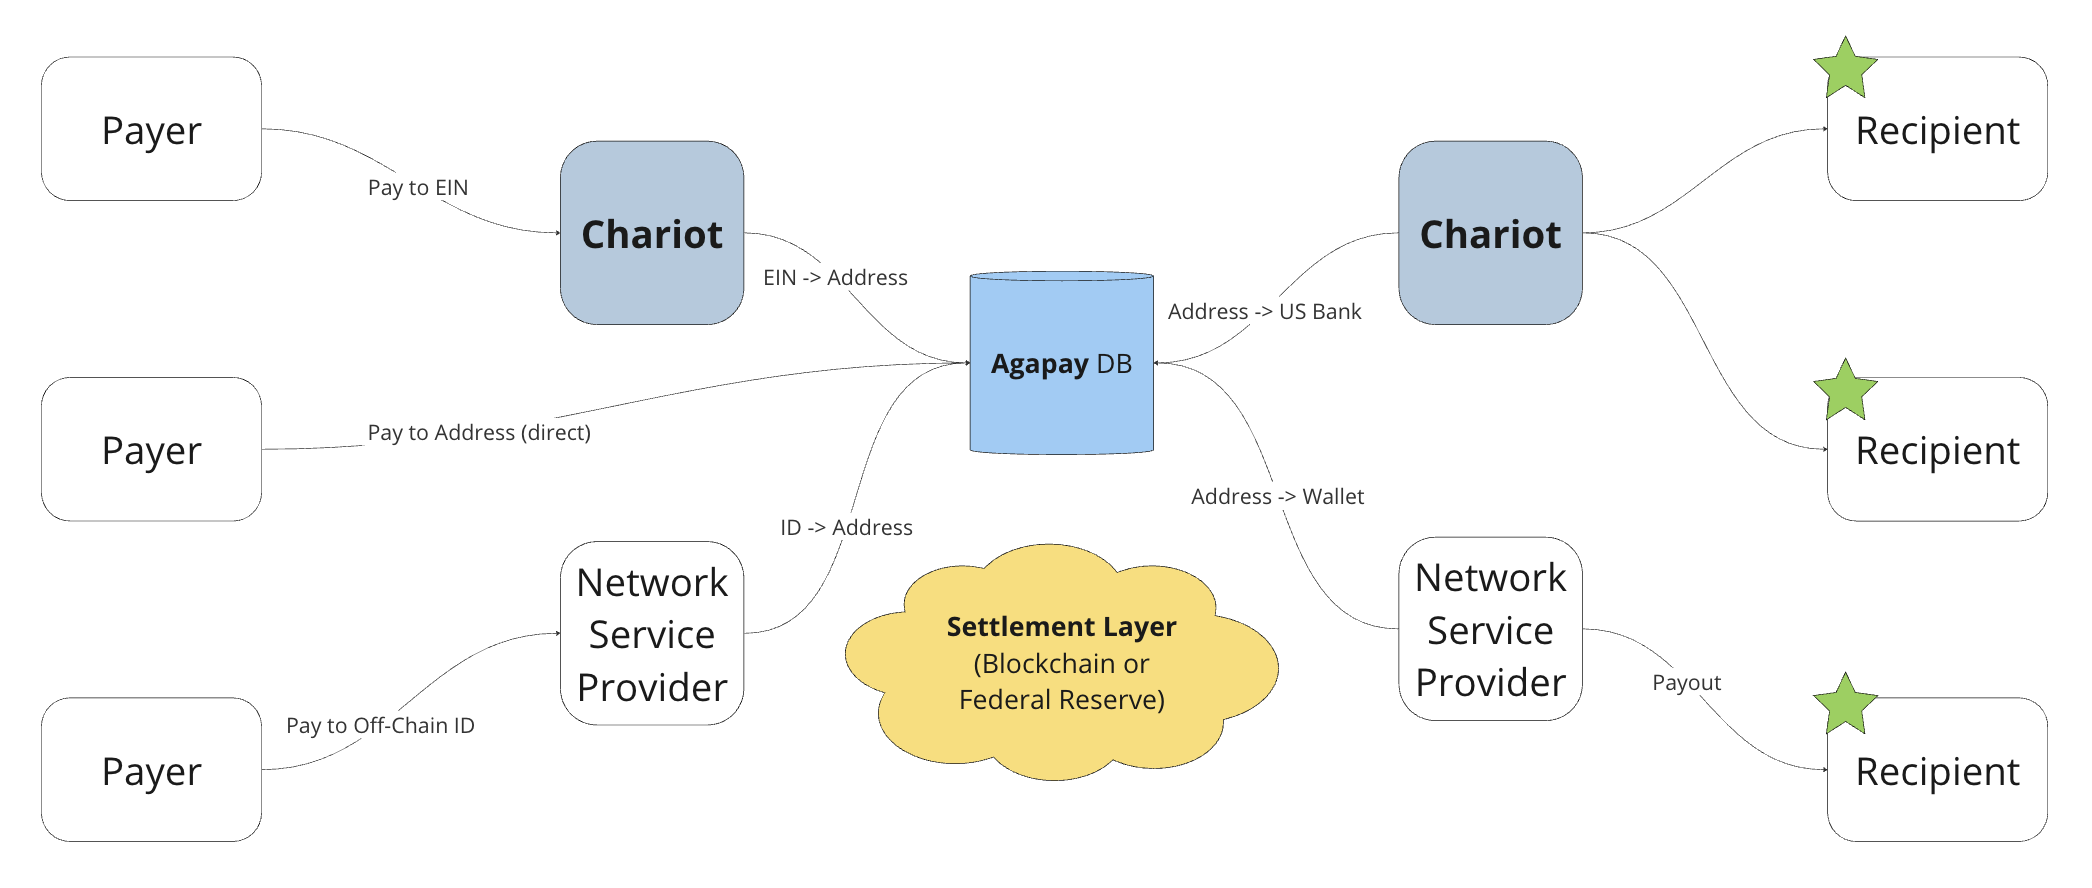 Payer
Pay to EIN
Chariot
EIN -> Address
Payer
Pay to Address (direct)
Payer
Pay to Off-Chain ID
Network
Service
Provider
ID -> Address
Agapay DB
Settlement Layer
(Blockchain or
Federal Reserve)
Address -> US Bank
Chariot
Address -> Wallet
Network
Service
Provider
Payout
Recipient
Recipient
Recipient